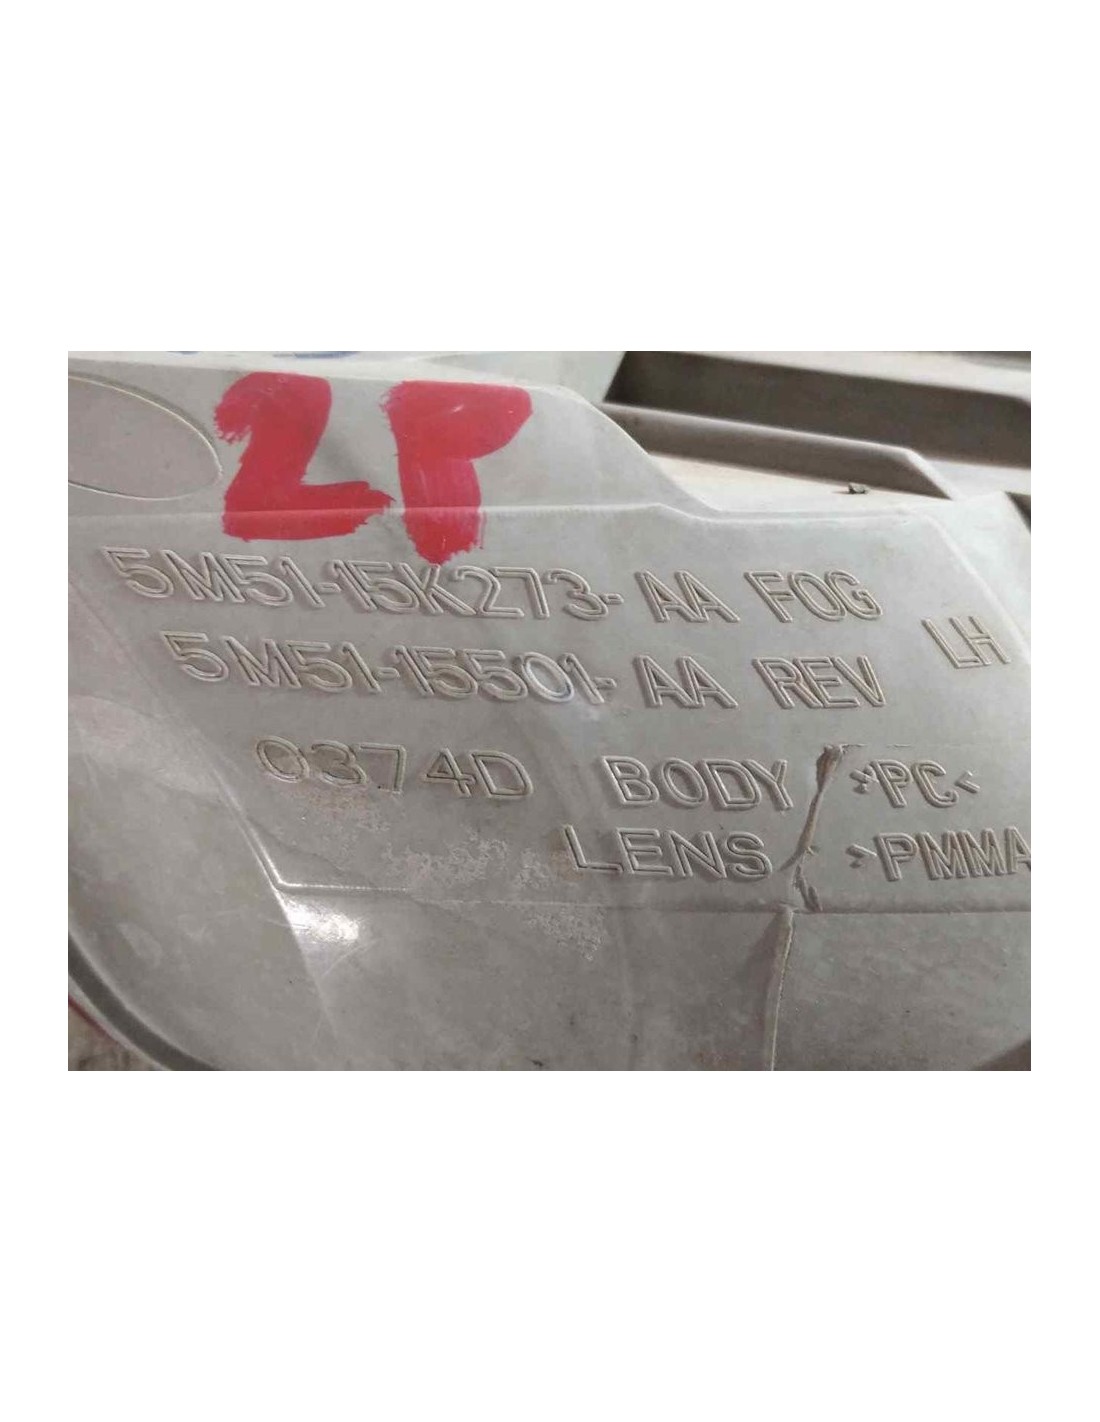 2P
5M51-15K273-AA FOG
5M51-15501-AA REV LH
0374D BODY >PC<
LENS >PMMA